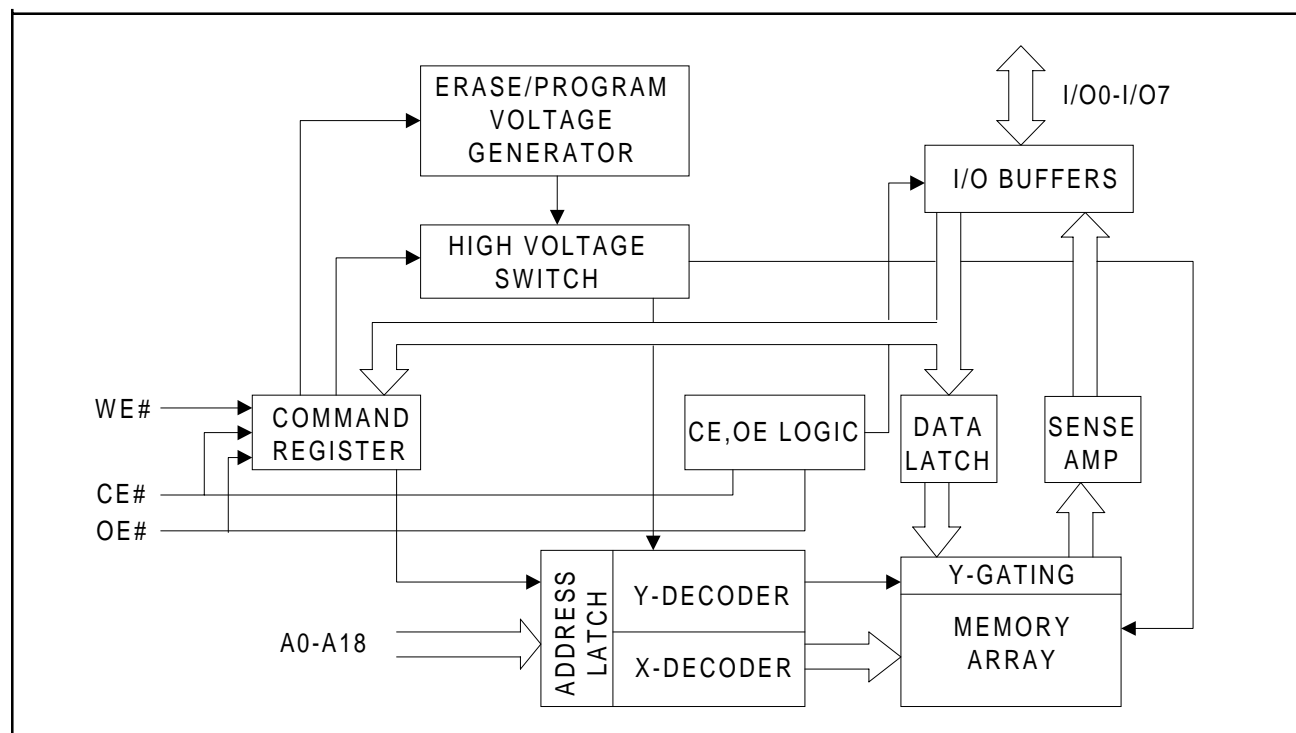 ERASE/PROGRAM
VOLTAGE
GENERATOR
I/O0-I/O7
I/O BUFFERS
HIGH VOLTAGE
SWITCH
WE#
COMMAND
REGISTER
CE,OE LOGIC
DATA
LATCH
SENSE
AMP
CE#
OE#
ADDRESS
LATCH
Y-DECODER
Y-GATING
A0-A18
X-DECODER
MEMORY
ARRAY